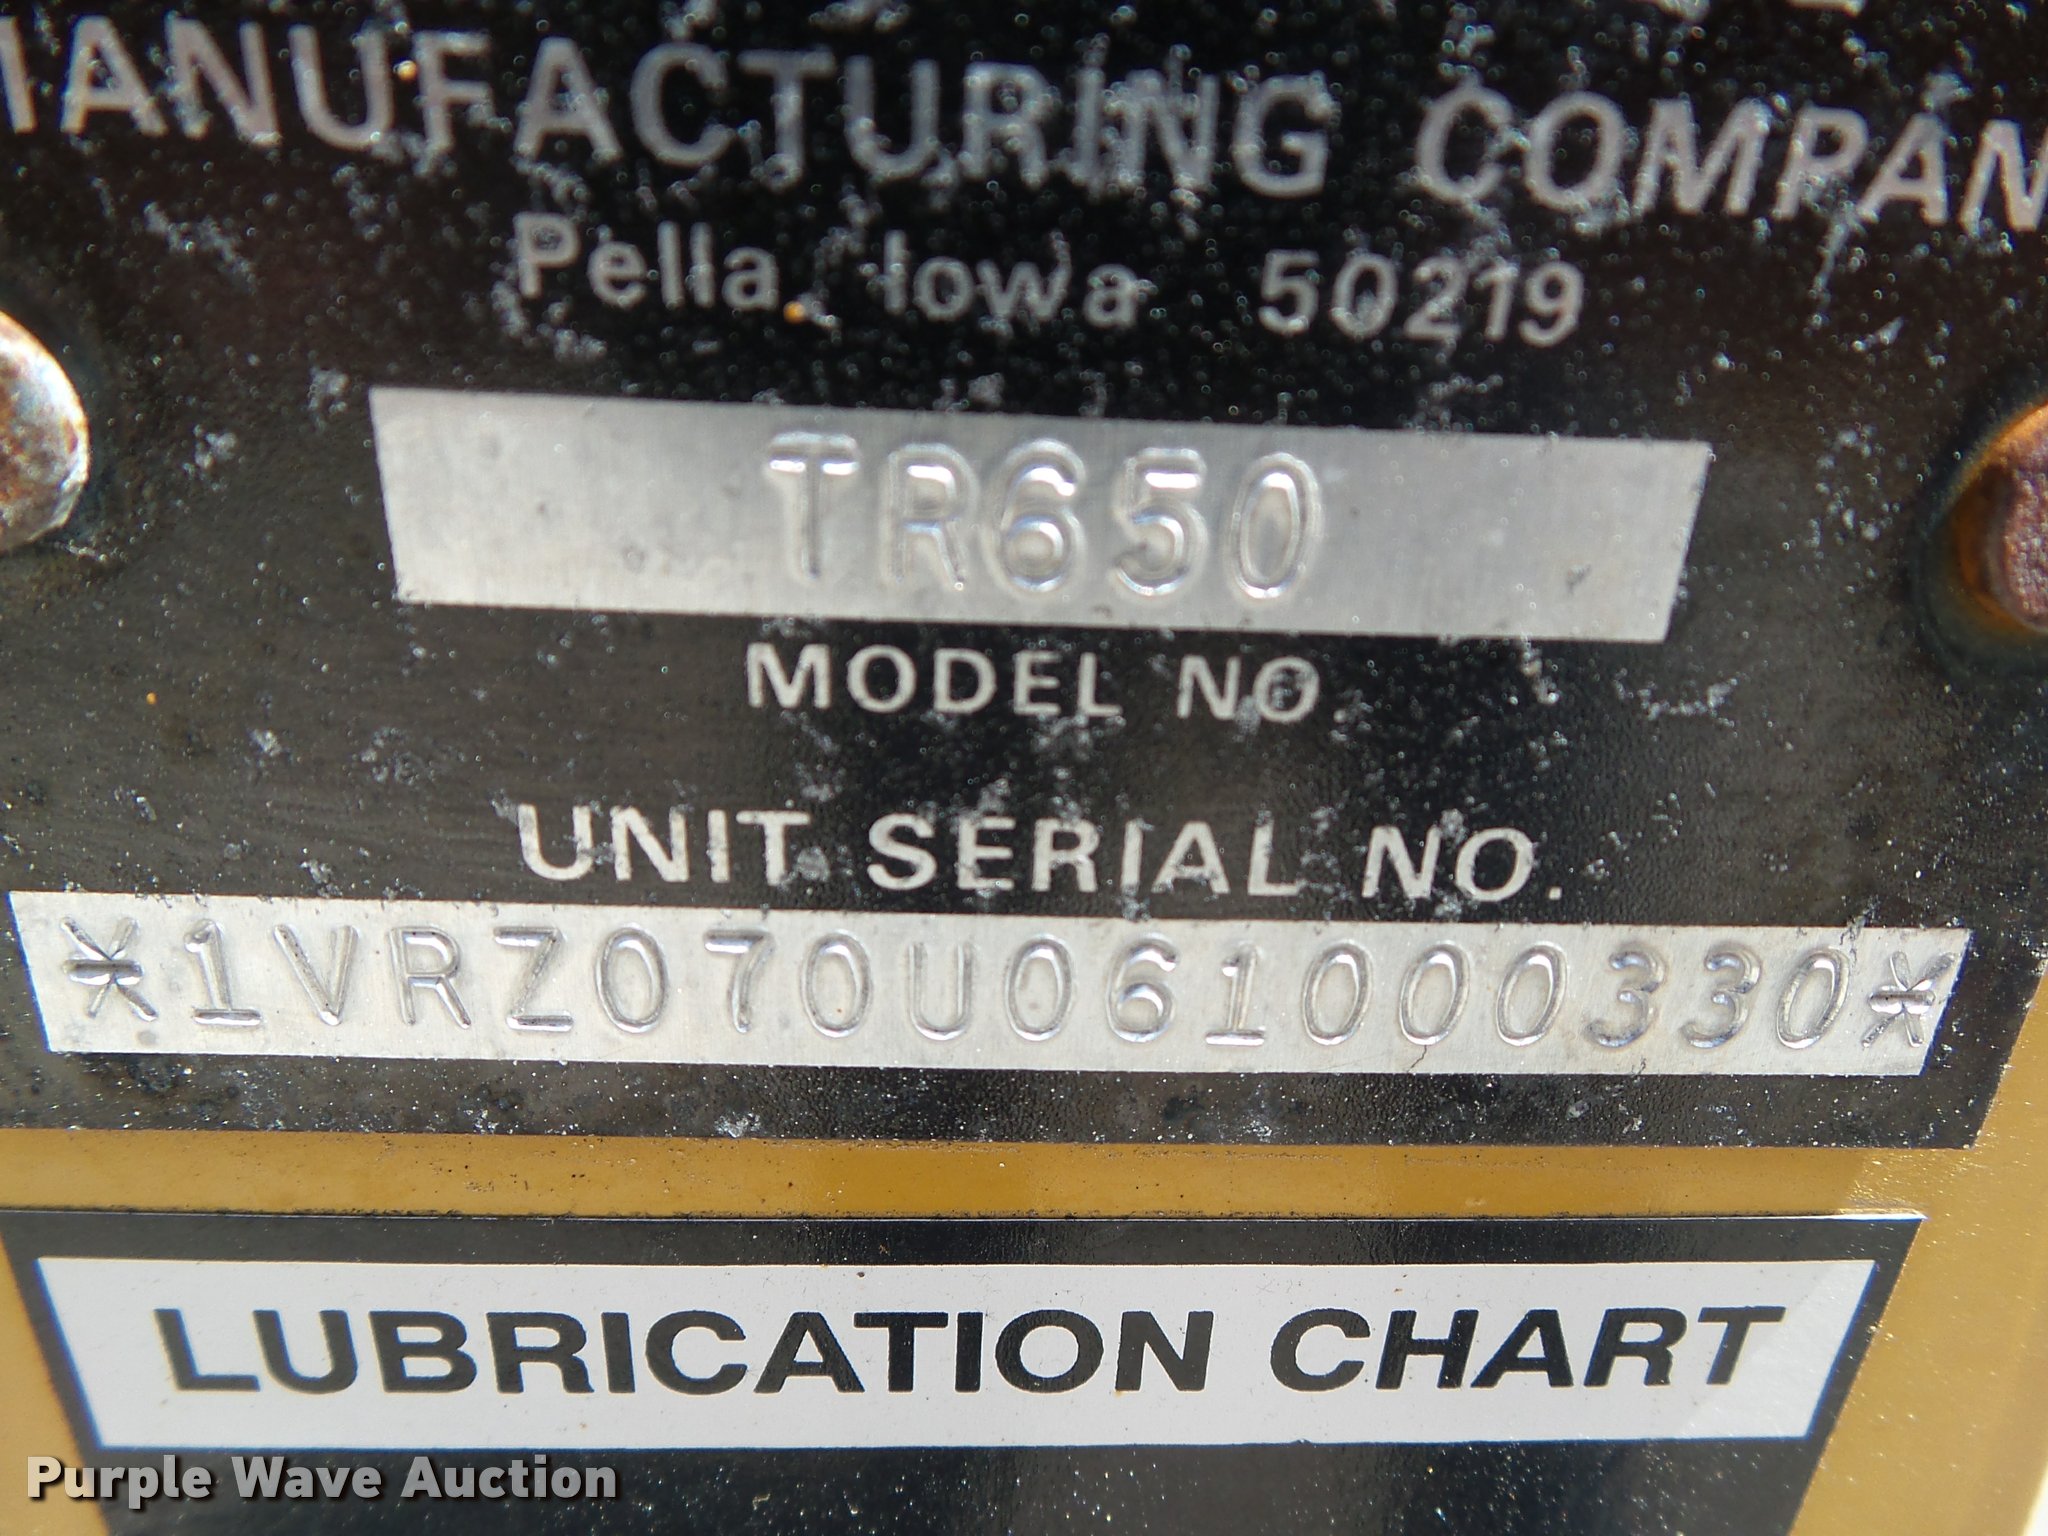 MANUFACTURING COMPAN
Pella, Iowa 50219
TR650
MODEL NO.
UNIT SERIAL NO.
*1VRZ070U061000330*
LUBRICATION CHART
Purple Wave Auction